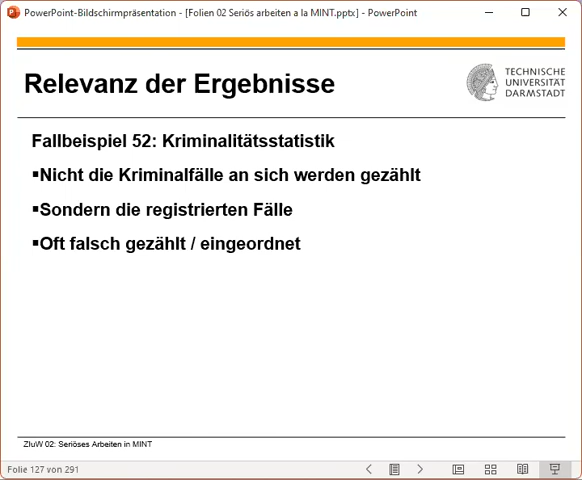 PowerPoint-Bildschirmpräsentation - [Folien 02 Seriös arbeiten a la MINT.pptx] - PowerPoint
Relevanz der Ergebnisse
TECHNISCHE
UNIVERSITÄT
DARMSTADT
Fallbeispiel 52: Kriminalitätsstatistik
▪Nicht die Kriminalfälle an sich werden gezählt
▪Sondern die registrierten Fälle
▪Oft falsch gezählt / eingeordnet
ZIuW 02: Seriöses Arbeiten in MINT
Folie 127 von 291